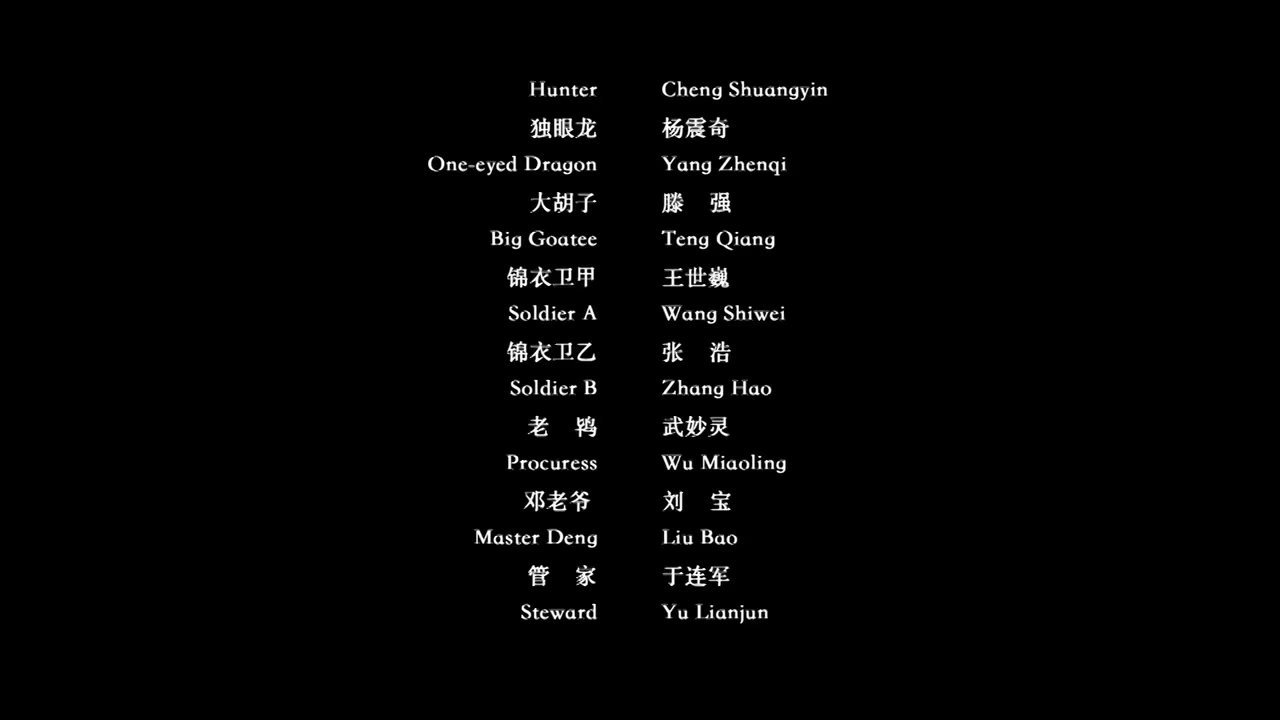 Hunter Cheng Shuangyin
独眼龙 杨震奇
One-eyed Dragon Yang Zhenqi
大胡子 滕 强
Big Goatee Teng Qiang
锦衣卫甲 王世巍
Soldier A Wang Shiwei
锦衣卫乙 张 浩
Soldier B Zhang Hao
老 鸨 武妙灵
Procuress Wu Miaoling
邓老爷 刘 宝
Master Deng Liu Bao
管 家 于连军
Steward Yu Lianjun